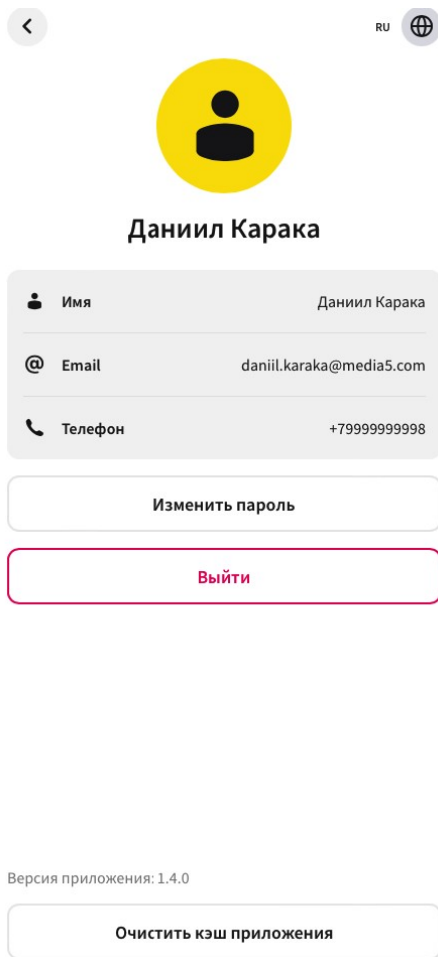 RU
Даниил Карака
Имя Даниил Карака
@ Email daniil.karaka@media5.com
Телефон +79999999998
Изменить пароль
Выйти
Версия приложения: 1.4.0
Очистить кэш приложения